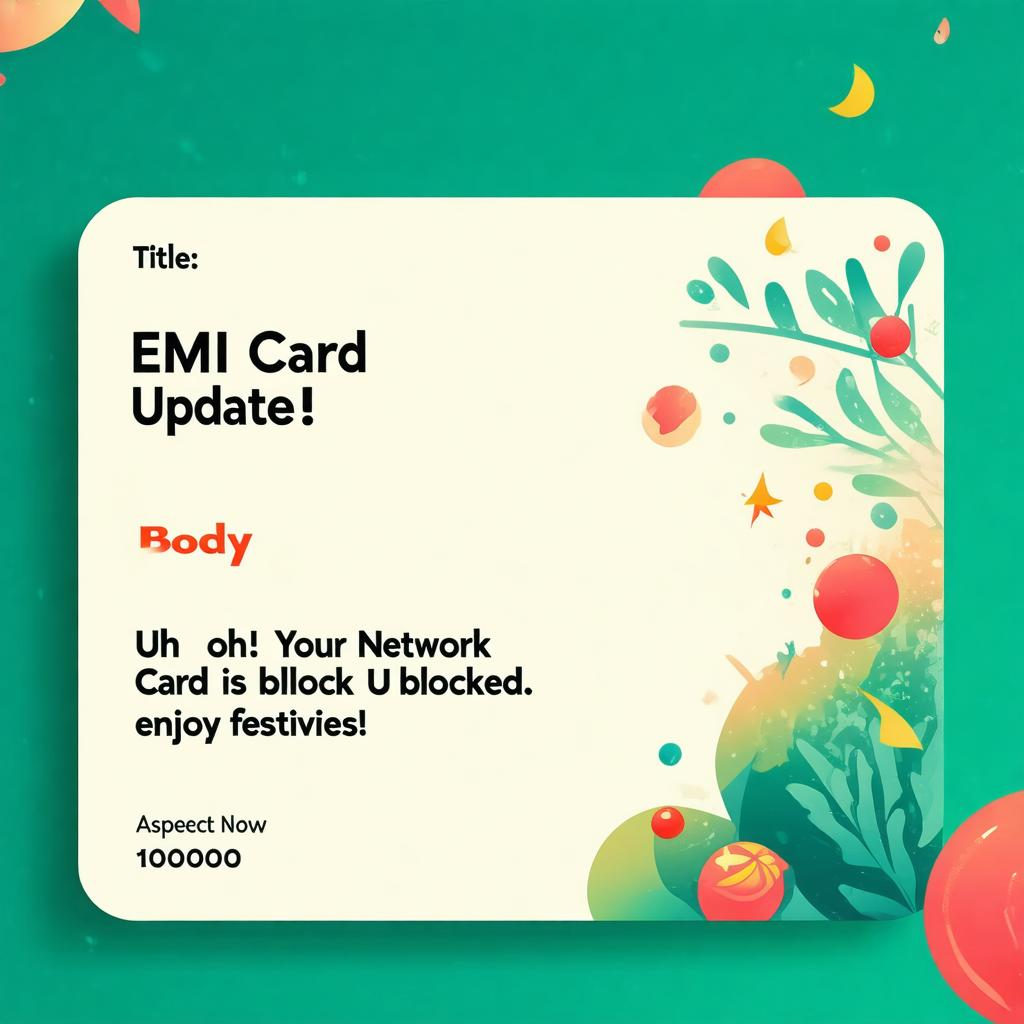 Title:
EMI Card
Update!
Body
Uh oh! Your Network
Card is bllock U blocked.
enjoy festivies!
Aspeect Now
100000